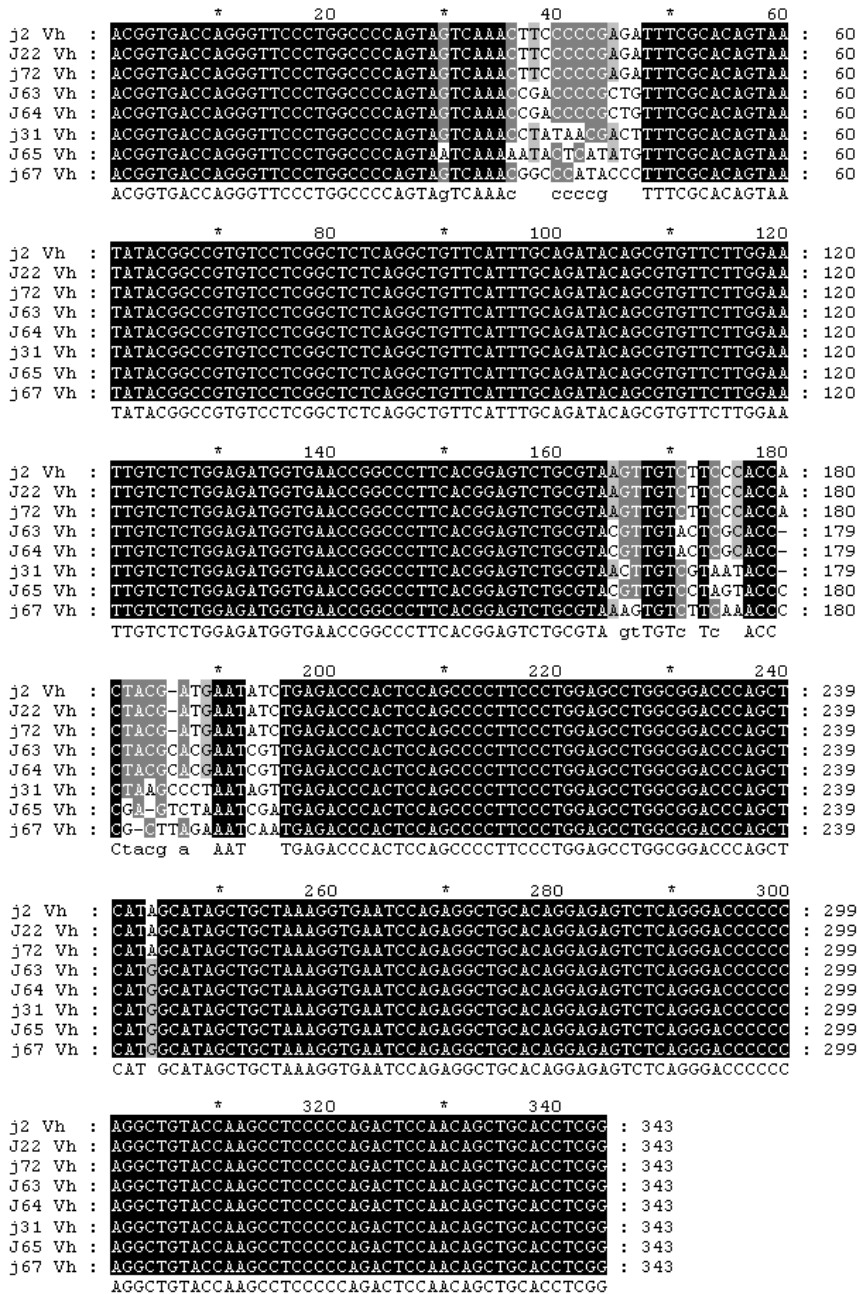 * 20 * 40 * 60
j2 Vh : ACGGTGACCAGGGTTCCCTGGCCCCAGTAGTCAAACTTCCCCCGAGATTTCGCACAGTAA : 60
J22 Vh : ACGGTGACCAGGGTTCCCTGGCCCCAGTAGTCAAACTTCCCCCGAGATTTCGCACAGTAA : 60
j72 Vh : ACGGTGACCAGGGTTCCCTGGCCCCAGTAGTCAAACTTCCCCCGAGATTTCGCACAGTAA : 60
J63 Vh : ACGGTGACCAGGGTTCCCTGGCCCCAGTAGTCAAACCGACCCCGCTGTTTCGCACAGTAA : 60
J64 Vh : ACGGTGACCAGGGTTCCCTGGCCCCAGTAGTCAAACCGACCCCGCTGTTTCGCACAGTAA : 60
j31 Vh : ACGGTGACCAGGGTTCCCTGGCCCCAGTAGTCAAACCTATAACGACTTTTCGCACAGTAA : 60
J65 Vh : ACGGTGACCAGGGTTCCCTGGCCCCAGTAATCAAAAATACTCATATGTTTCGCACAGTAA : 60
j67 Vh : ACGGTGACCAGGGTTCCCTGGCCCCAGTAGTCAAACGGCCCATACCCTTTCGCACAGTAA : 60
ACGGTGACCAGGGTTCCCTGGCCCCAGTAgTCAAAc   ccccg   TTTCGCACAGTAA
* 80 * 100 * 120
j2 Vh : TATACGGCCGTGTCCTCGGCTCTCAGGCTGTTCATTTGCAGATACAGCGTGTTCTTGGAA : 120
J22 Vh : TATACGGCCGTGTCCTCGGCTCTCAGGCTGTTCATTTGCAGATACAGCGTGTTCTTGGAA : 120
j72 Vh : TATACGGCCGTGTCCTCGGCTCTCAGGCTGTTCATTTGCAGATACAGCGTGTTCTTGGAA : 120
J63 Vh : TATACGGCCGTGTCCTCGGCTCTCAGGCTGTTCATTTGCAGATACAGCGTGTTCTTGGAA : 120
J64 Vh : TATACGGCCGTGTCCTCGGCTCTCAGGCTGTTCATTTGCAGATACAGCGTGTTCTTGGAA : 120
j31 Vh : TATACGGCCGTGTCCTCGGCTCTCAGGCTGTTCATTTGCAGATACAGCGTGTTCTTGGAA : 120
J65 Vh : TATACGGCCGTGTCCTCGGCTCTCAGGCTGTTCATTTGCAGATACAGCGTGTTCTTGGAA : 120
j67 Vh : TATACGGCCGTGTCCTCGGCTCTCAGGCTGTTCATTTGCAGATACAGCGTGTTCTTGGAA : 120
TATACGGCCGTGTCCTCGGCTCTCAGGCTGTTCATTTGCAGATACAGCGTGTTCTTGGAA
* 140 * 160 * 180
j2 Vh : TTGTCTCTGGAGATGGTGAACCGGCCCTTCACGGAGTCTGCGTAAGTTGTCTTCCCACCA : 180
J22 Vh : TTGTCTCTGGAGATGGTGAACCGGCCCTTCACGGAGTCTGCGTAAGTTGTCTTCCCACCA : 180
j72 Vh : TTGTCTCTGGAGATGGTGAACCGGCCCTTCACGGAGTCTGCGTAAGTTGTCTTCCCACCA : 180
J63 Vh : TTGTCTCTGGAGATGGTGAACCGGCCCTTCACGGAGTCTGCGTACGTTGTACTCGCACC- : 179
J64 Vh : TTGTCTCTGGAGATGGTGAACCGGCCCTTCACGGAGTCTGCGTACGTTGTACTCGCACC- : 179
j31 Vh : TTGTCTCTGGAGATGGTGAACCGGCCCTTCACGGAGTCTGCGTAACTTGTCGTAATACC- : 179
J65 Vh : TTGTCTCTGGAGATGGTGAACCGGCCCTTCACGGAGTCTGCGTACGTTGTCCTAGTACCC : 180
j67 Vh : TTGTCTCTGGAGATGGTGAACCGGCCCTTCACGGAGTCTGCGTAAAGTGTCTTCAAACCC : 180
TTGTCTCTGGAGATGGTGAACCGGCCCTTCACGGAGTCTGCGTA gtTGTc Tc  ACC
* 200 * 220 * 240
j2 Vh : CTACG-ATGAATATCTGAGACCCACTCCAGCCCCTTCCCTGGAGCCTGGCGGACCCAGCT : 239
J22 Vh : CTACG-ATGAATATCTGAGACCCACTCCAGCCCCTTCCCTGGAGCCTGGCGGACCCAGCT : 239
j72 Vh : CTACG-ATGAATATCTGAGACCCACTCCAGCCCCTTCCCTGGAGCCTGGCGGACCCAGCT : 239
J63 Vh : CTACGCACGAATCGTTGAGACCCACTCCAGCCCCTTCCCTGGAGCCTGGCGGACCCAGCT : 239
J64 Vh : CTACGCACGAATCGTTGAGACCCACTCCAGCCCCTTCCCTGGAGCCTGGCGGACCCAGCT : 239
j31 Vh : CTAAGCCCTAATAGTTGAGACCCACTCCAGCCCCTTCCCTGGAGCCTGGCGGACCCAGCT : 239
J65 Vh : CGA-GTCTAAATCGATGAGACCCACTCCAGCCCCTTCCCTGGAGCCTGGCGGACCCAGCT : 239
j67 Vh : CG-CTTAGAAATCAATGAGACCCACTCCAGCCCCTTCCCTGGAGCCTGGCGGACCCAGCT : 239
Ctacg a  AAT   TGAGACCCACTCCAGCCCCTTCCCTGGAGCCTGGCGGACCCAGCT
* 260 * 280 * 300
j2 Vh : CATAGCATAGCTGCTAAAGGTGAATCCAGAGGCTGCACAGGAGAGTCTCAGGGACCCCCC : 299
J22 Vh : CATAGCATAGCTGCTAAAGGTGAATCCAGAGGCTGCACAGGAGAGTCTCAGGGACCCCCC : 299
j72 Vh : CATAGCATAGCTGCTAAAGGTGAATCCAGAGGCTGCACAGGAGAGTCTCAGGGACCCCCC : 299
J63 Vh : CATGGCATAGCTGCTAAAGGTGAATCCAGAGGCTGCACAGGAGAGTCTCAGGGACCCCCC : 299
J64 Vh : CATGGCATAGCTGCTAAAGGTGAATCCAGAGGCTGCACAGGAGAGTCTCAGGGACCCCCC : 299
j31 Vh : CATGGCATAGCTGCTAAAGGTGAATCCAGAGGCTGCACAGGAGAGTCTCAGGGACCCCCC : 299
J65 Vh : CATGGCATAGCTGCTAAAGGTGAATCCAGAGGCTGCACAGGAGAGTCTCAGGGACCCCCC : 299
j67 Vh : CATGGCATAGCTGCTAAAGGTGAATCCAGAGGCTGCACAGGAGAGTCTCAGGGACCCCCC : 299
CAT GCATAGCTGCTAAAGGTGAATCCAGAGGCTGCACAGGAGAGTCTCAGGGACCCCCC
* 320 * 340
j2 Vh : AGGCTGTACCAAGCCTCCCCCAGACTCCAACAGCTGCACCTCGG : 343
J22 Vh : AGGCTGTACCAAGCCTCCCCCAGACTCCAACAGCTGCACCTCGG : 343
j72 Vh : AGGCTGTACCAAGCCTCCCCCAGACTCCAACAGCTGCACCTCGG : 343
J63 Vh : AGGCTGTACCAAGCCTCCCCCAGACTCCAACAGCTGCACCTCGG : 343
J64 Vh : AGGCTGTACCAAGCCTCCCCCAGACTCCAACAGCTGCACCTCGG : 343
j31 Vh : AGGCTGTACCAAGCCTCCCCCAGACTCCAACAGCTGCACCTCGG : 343
J65 Vh : AGGCTGTACCAAGCCTCCCCCAGACTCCAACAGCTGCACCTCGG : 343
j67 Vh : AGGCTGTACCAAGCCTCCCCCAGACTCCAACAGCTGCACCTCGG : 343
AGGCTGTACCAAGCCTCCCCCAGACTCCAACAGCTGCACCTCGG